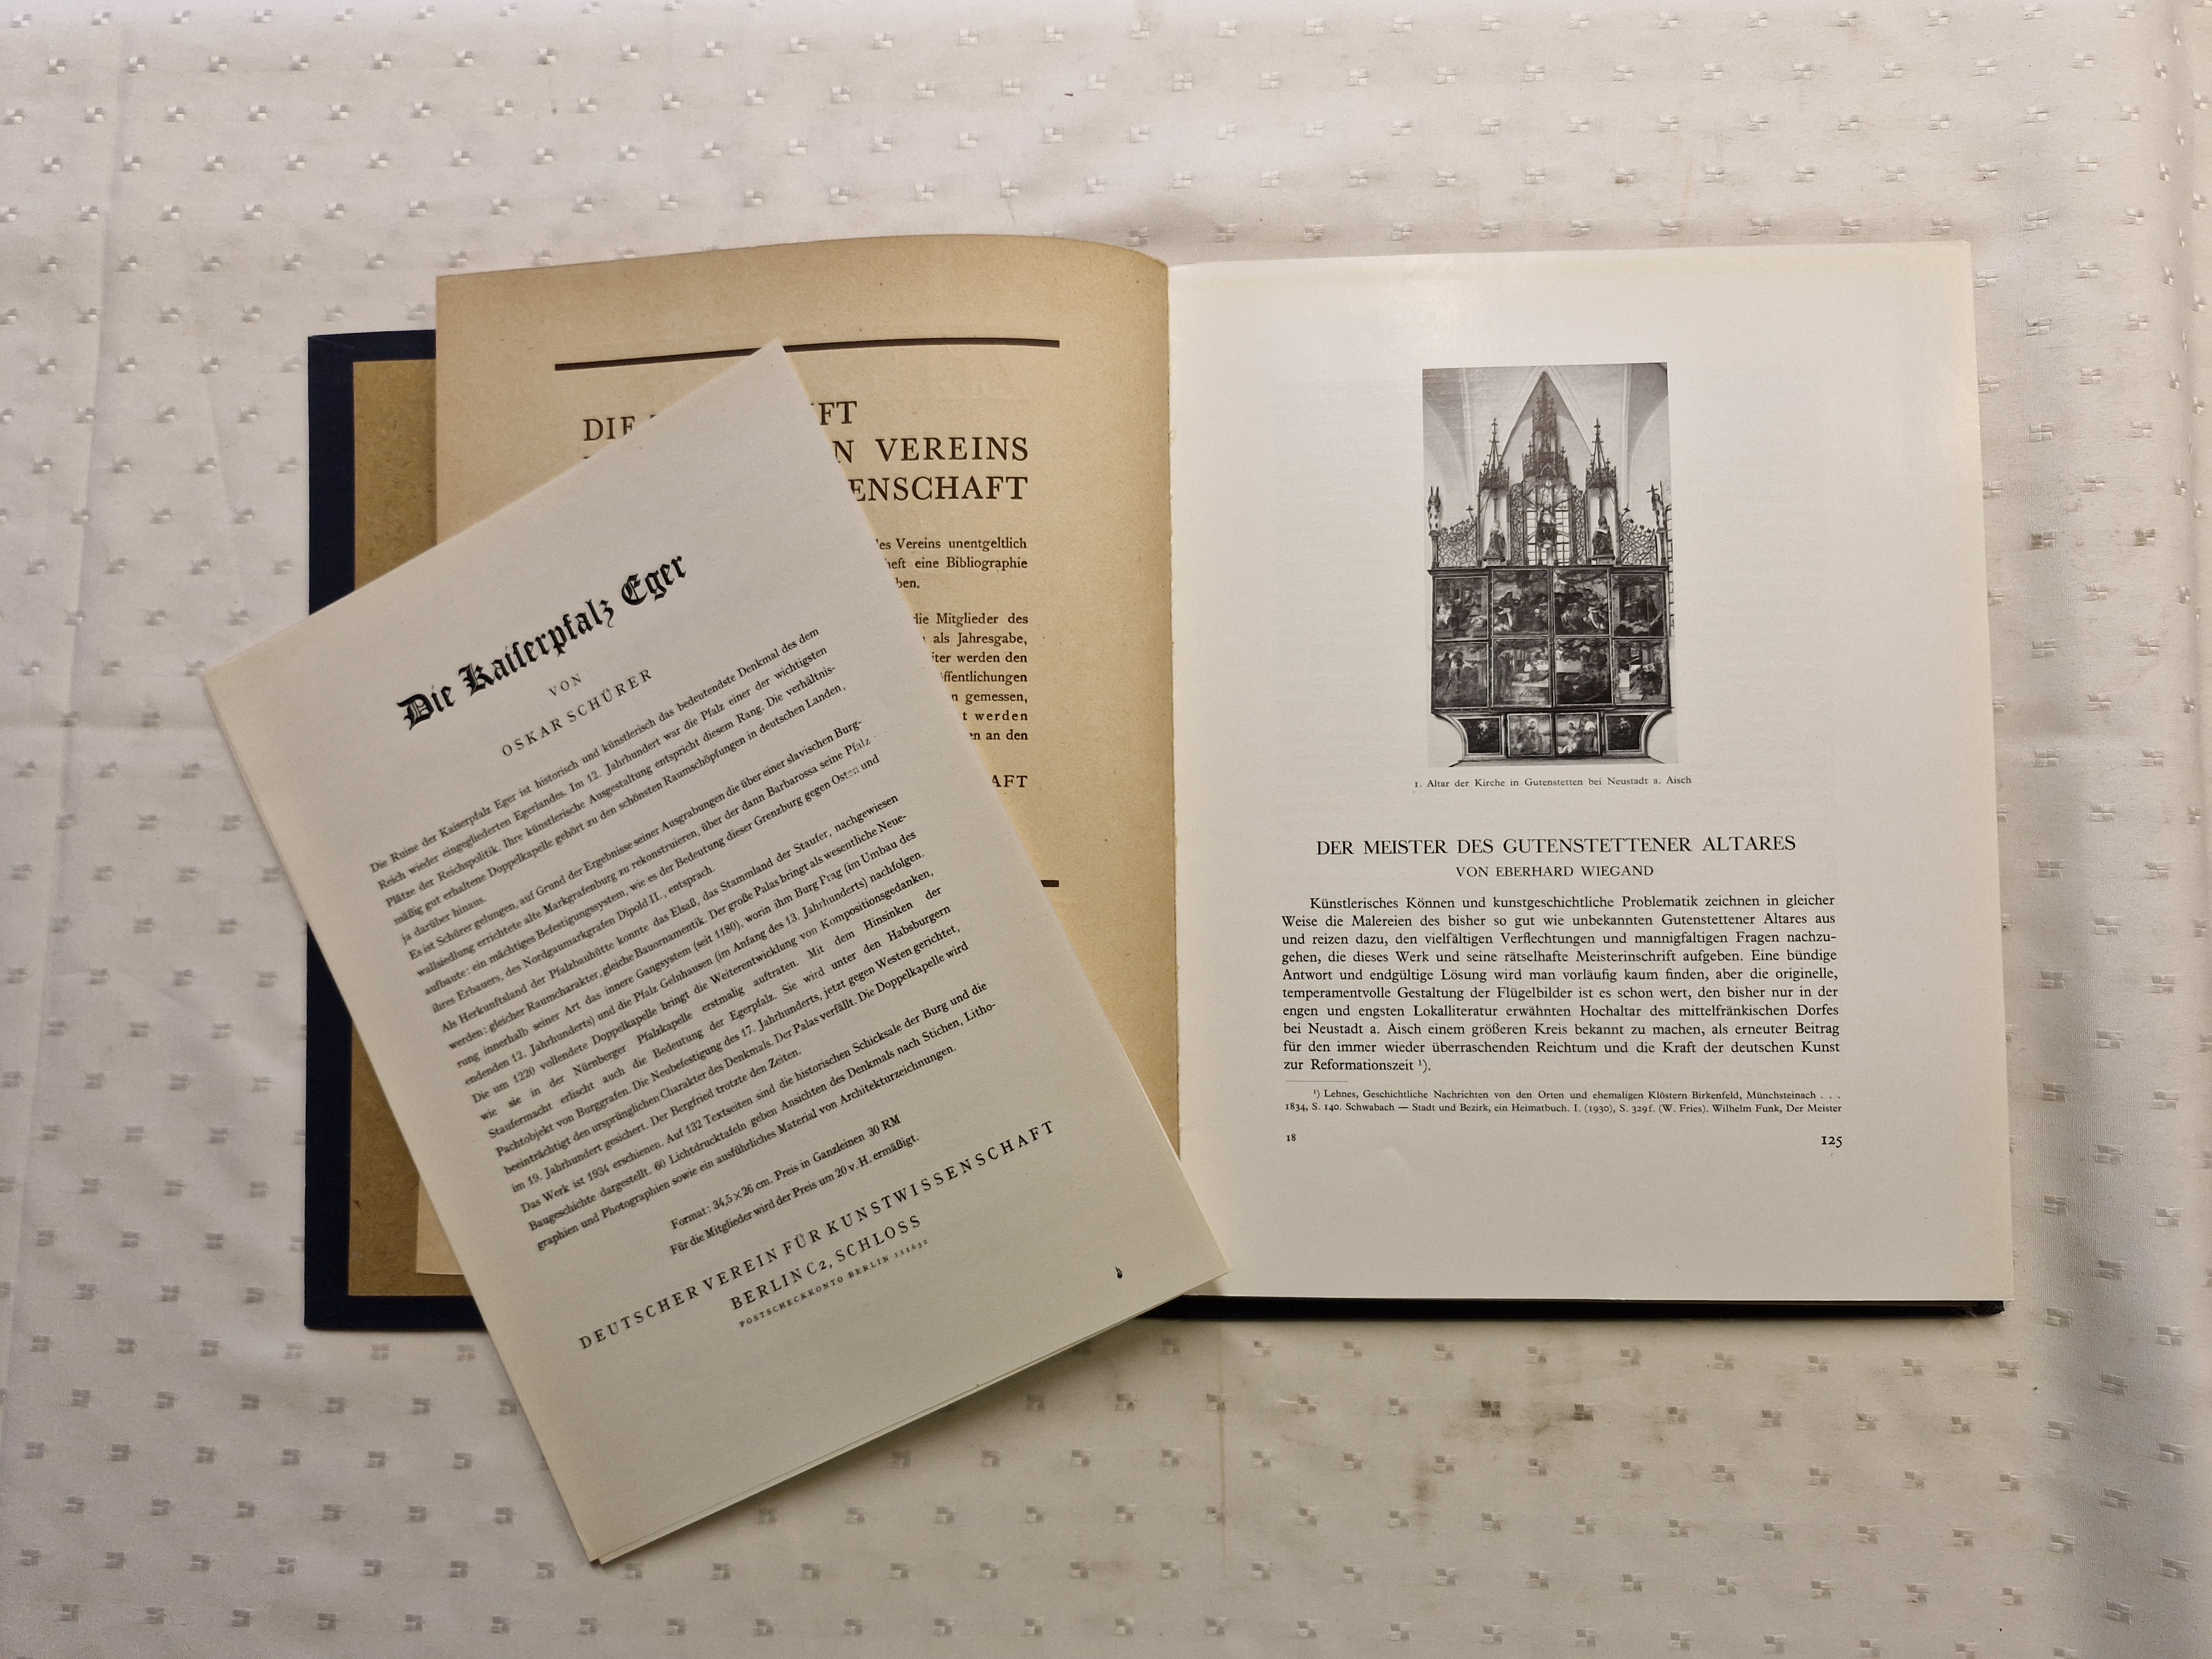 DIE
FT
N VEREINS
ENSCHAFT
des Vereins unentgeltlich
heft eine Bibliographie
ben.
die Mitglieder des
als Jahresgabe,
iter werden den
öffentlichungen
n gemessen,
t werden
en an den
AFT
Die Kaiserpfalz Eger
VON
OSKAR SCHÜRER
Die Ruine der Kaiserpfalz Eger ist historisch und künstlerisch das bedeutendste Denkmal des dem
Reich wieder eingegliederten Egerlandes. Im 12. Jahrhundert war die Pfalz einer der wichtigsten
Plätze der Reichspolitik. Ihre künstlerische Ausgestaltung entspricht diesem Rang. Die verhältnis-
mäßig gut erhaltene Doppelkapelle gehört zu den schönsten Raumschöpfungen in deutschen Landen,
ja darüber hinaus.
Es ist Schürer gelungen, auf Grund der Ergebnisse seiner Ausgrabungen die über einer slavischen Burg-
wallsiedlung errichtete alte Markgrafenburg zu rekonstruieren, über der dann Barbarossa seine Pfalz
aufbaute: ein mächtiges Befestigungssystem, wie es der Bedeutung dieser Grenzburg gegen Osten und
ihres Erbauers, des Nordgaumarkgrafen Dipold II., entsprach.
Als Herkunftsland der Pfalzbauhütte konnte das Elsaß, das Stammland der Staufer, nachgewiesen
werden: gleicher Raumcharakter, gleiche Bauornamentik. Der große Palas bringt als wesentliche Neue-
rung innerhalb seiner Art das innere Gangsystem (seit 1180), worin ihm Burg Prag (im Umbau des
endenden 12. Jahrhunderts) und die Pfalz Gelnhausen (im Anfang des 13. Jahrhunderts) nachfolgen.
Die um 1220 vollendete Doppelkapelle bringt die Weiterentwicklung von Kompositionsgedanken,
wie sie in der Nürnberger Pfalzkapelle erstmalig auftraten. Mit dem Hinsinken der
Staufermacht erlischt auch die Bedeutung der Egerpfalz. Sie wird unter den Habsburgern
Pachtobjekt von Burggrafen. Die Neubefestigung des 17. Jahrhunderts, jetzt gegen Westen gerichtet,
beeinträchtigt den ursprünglichen Charakter des Denkmals. Der Palas verfällt. Die Doppelkapelle wird
im 19. Jahrhundert gesichert. Der Bergfried trotzte den Zeiten.
Das Werk ist 1934 erschienen. Auf 132 Textseiten sind die historischen Schicksale der Burg und die
Baugeschichte dargestellt. 60 Lichtdrucktafeln geben Ansichten des Denkmals nach Stichen, Litho-
graphien und Photographien sowie ein ausführliches Material von Architekturzeichnungen.
Format: 34,5×26 cm. Preis in Ganzleinen 30 RM
Für die Mitglieder wird der Preis um 20 v. H. ermäßigt.
DEUTSCHER VEREIN FÜR KUNSTWISSENSCHAFT
BERLIN C2, SCHLOSS
POSTSCHECKKONTO BERLIN 122632
1. Altar der Kirche in Gutenstetten bei Neustadt a. Aisch
DER MEISTER DES GUTENSTETTENER ALTARES
VON EBERHARD WIEGAND
Künstlerisches Können und kunstgeschichtliche Problematik zeichnen in gleicher
Weise die Malereien des bisher so gut wie unbekannten Gutenstettener Altares aus
und reizen dazu, den vielfältigen Verflechtungen und mannigfaltigen Fragen nachzu-
gehen, die dieses Werk und seine rätselhafte Meisterinschrift aufgeben. Eine bündige
Antwort und endgültige Lösung wird man vorläufig kaum finden, aber die originelle,
temperamentvolle Gestaltung der Flügelbilder ist es schon wert, den bisher nur in der
engen und engsten Lokalliteratur erwähnten Hochaltar des mittelfränkischen Dorfes
bei Neustadt a. Aisch einem größeren Kreis bekannt zu machen, als erneuter Beitrag
für den immer wieder überraschenden Reichtum und die Kraft der deutschen Kunst
zur Reformationszeit ¹).
¹) Lehnes, Geschichtliche Nachrichten von den Orten und ehemaligen Klöstern Birkenfeld, Münchsteinach . . .
1834, S. 140. Schwabach — Stadt und Bezirk, ein Heimatbuch. I. (1930), S. 329f. (W. Fries). Wilhelm Funk, Der Meister
18
125